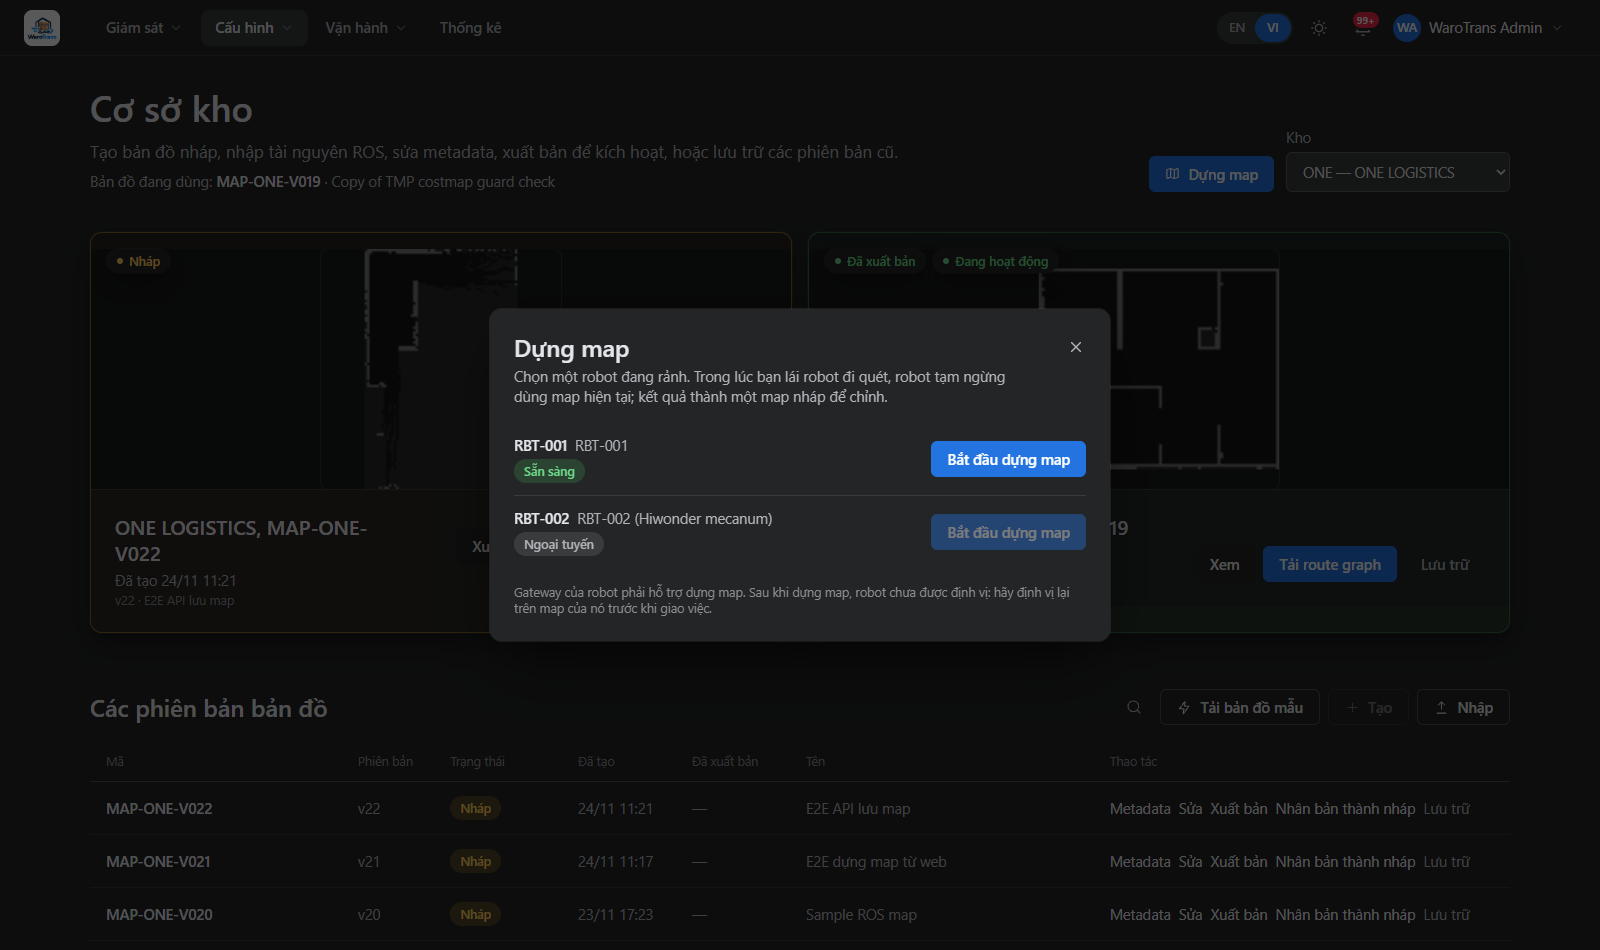 Giám sát
Cấu hình
Vận hành
Thống kê
EN
VI
99+
WA
WaroTrans Admin
Cơ sở kho
Tạo bản đồ nháp, nhập tài nguyên ROS, sửa metadata, xuất bản để kích hoạt, hoặc lưu trữ các phiên bản cũ.
Bản đồ đang dùng: MAP-ONE-V019 · Copy of TMP costmap guard check
Dựng map
Kho
ONE — ONE LOGISTICS
Nháp
Đã xuất bản
Đang hoạt động
Dựng map
Chọn một robot đang rảnh. Trong lúc bạn lái robot đi quét, robot tạm ngừng
dùng map hiện tại; kết quả thành một map nháp để chỉnh.
RBT-001 RBT-001
Sẵn sàng
Bắt đầu dựng map
RBT-002 RBT-002 (Hiwonder mecanum)
Ngoại tuyến
Bắt đầu dựng map
Gateway của robot phải hỗ trợ dựng map. Sau khi dựng map, robot chưa được định vị: hãy định vị lại
trên map của nó trước khi giao việc.
ONE LOGISTICS, MAP-ONE-
V022
Đã tạo 24/11 11:21
v22 · E2E API lưu map
Xu
19
Xem
Tải route graph
Lưu trữ
Các phiên bản bản đồ
Tải bản đồ mẫu
Tạo
Nhập
Mã Phiên bản Trạng thái Đã tạo Đã xuất bản Tên Thao tác
MAP-ONE-V022 v22 Nháp 24/11 11:21 — E2E API lưu map Metadata Sửa Xuất bản Nhân bản thành nháp Lưu trữ
MAP-ONE-V021 v21 Nháp 24/11 11:17 — E2E dựng map từ web Metadata Sửa Xuất bản Nhân bản thành nháp Lưu trữ
MAP-ONE-V020 v20 Nháp 23/11 17:23 — Sample ROS map Metadata Sửa Xuất bản Nhân bản thành nháp Lưu trữ